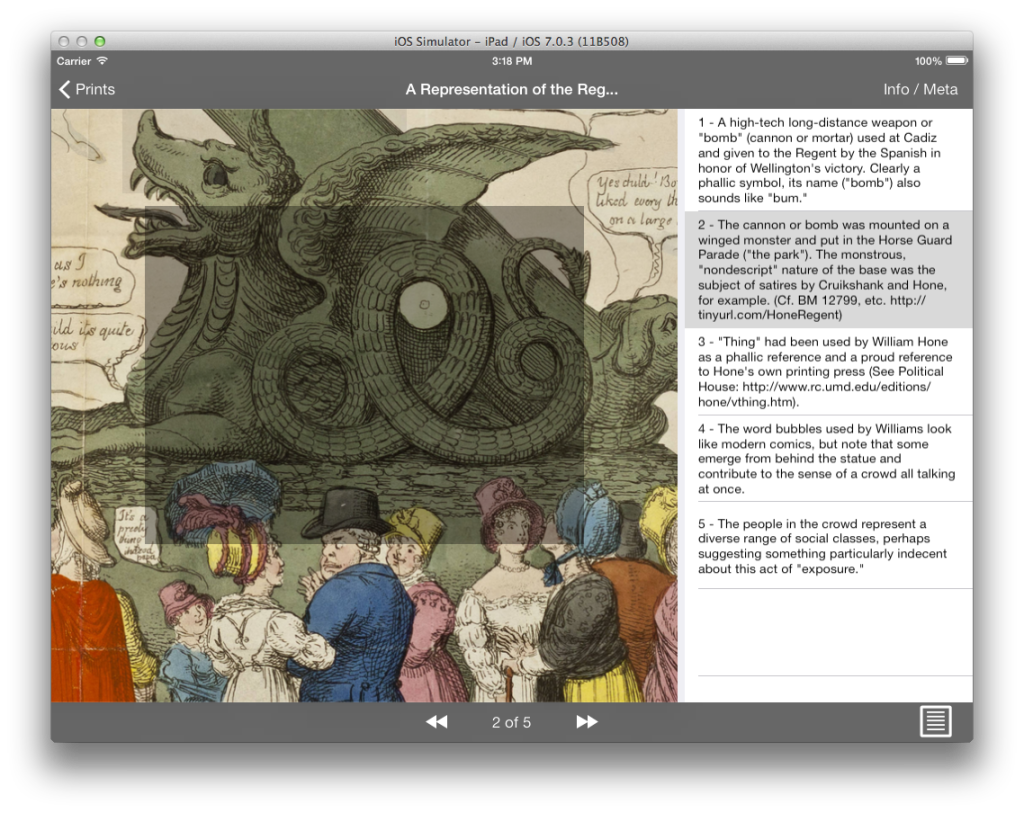 iOS Simulator – iPad / iOS 7.0.3 (11B508)
Carrier
3:18 PM
100%
Prints
A Representation of the Reg...
Info / Meta
Yes child! Bo
liked every th
on a large
as I
e's nothing
ild its quite
ous
It's a
pretty
thing
papa
1 - A high-tech long-distance weapon or
"bomb" (cannon or mortar) used at Cadiz
and given to the Regent by the Spanish in
honor of Wellington's victory. Clearly a
phallic symbol, its name ("bomb") also
sounds like "bum."
2 - The cannon or bomb was mounted on a
winged monster and put in the Horse Guard
Parade ("the park"). The monstrous,
"nondescript" nature of the base was the
subject of satires by Cruikshank and Hone,
for example. (Cf. BM 12799, etc. http://
tinyurl.com/HoneRegent)
3 - "Thing" had been used by William Hone
as a phallic reference and a proud reference
to Hone's own printing press (See Political
House: http://www.rc.umd.edu/editions/
hone/vthing.htm).
4 - The word bubbles used by Williams look
like modern comics, but note that some
emerge from behind the statue and
contribute to the sense of a crowd all talking
at once.
5 - The people in the crowd represent a
diverse range of social classes, perhaps
suggesting something particularly indecent
about this act of "exposure."
2 of 5